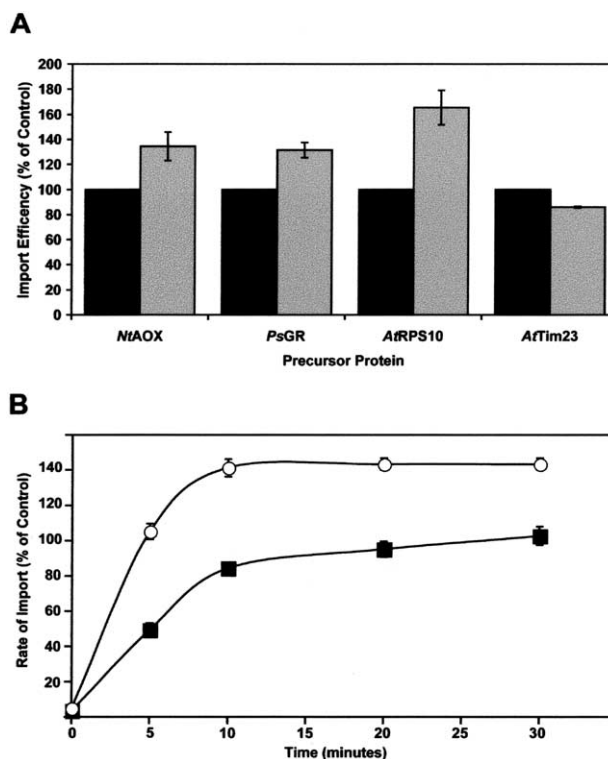 A
Import Efficency (% of Control)
200
180
160
140
120
100
80
60
40
20
0
NtAOX PsGR AtRPS10 AtTim23
Precursor Protein
B
Rate of Import (% of Control)
140
120
100
80
60
40
20
0 5 10 15 20 25 30
Time (minutes)